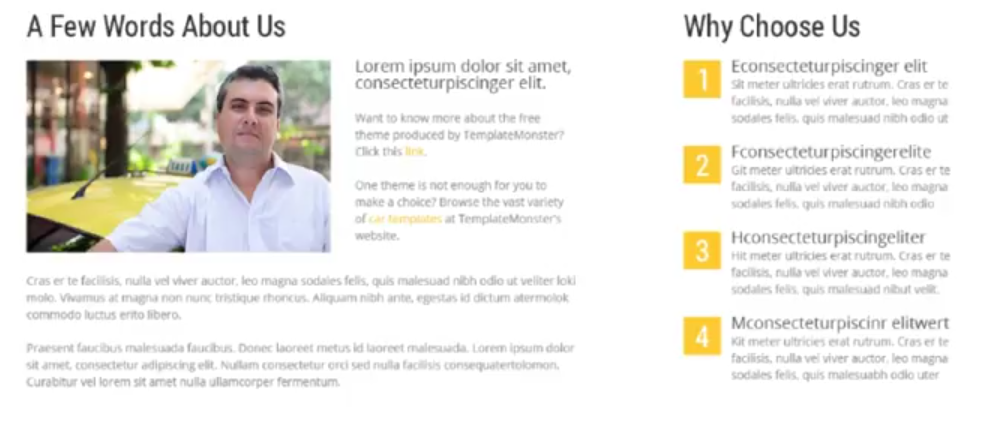 A Few Words About Us
Lorem ipsum dolor sit amet,
consecteturpiscinger elit.
Want to know more about the free
theme produced by TemplateMonster?
Click this link.
One theme is not enough for you to
make a choice? Browse the vast variety
of car templates at TemplateMonster's
website.
Cras er te facilisis, nulla vel viver auctor, leo magna sodales felis, quis malesuad nibh odio ut veliter loki
molo. Vivamus at magna non nunc tristique rhoncus. Aliquam nibh ante, egestas id dictum atermolok
commodo luctus erito libero.
Praesent faucibus malesuada faucibus. Donec laoreet metus id laoreet malesuada. Lorem ipsum dolor
sit amet, consectetur adipiscing elit. Nullam consectetur orci sed nulla facilisis consequatertolomon.
Curabitur vel lorem sit amet nulla ullamcorper fermentum.
Why Choose Us
1
Econsecteturpiscinger elit
Sit meter ultricies erat rutrum. Cras er te
facilisis, nulla vel viver auctor, leo magna
sodales felis, quis malesuad nibh odio ut
2
Fconsecteturpiscingerelite
Git meter ultricies erat rutrum. Cras er te
facilisis, nulla vel viver auctor, leo magna
sodales felis, quis malesuad nibh odio
3
Hconsecteturpiscingeliter
Hit meter ultricies erat rutrum. Cras er te
facilisis, nulla vel viver auctor, leo magna
sodales felis, quis malesuad nibut velit.
4
Mconsecteturpiscinr elitwert
Kit meter ultricies erat rutrum. Cras er te
facilisis, nulla vel viver auctor, leo magna
sodales felis, quis malesuabh odio uter